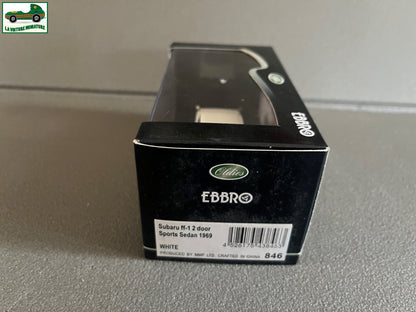 LA VOITURE MINIATURE
Oldies
EBBRO
Oldies
EBBRO
Subaru ff-1 2 door
Sports Sedan 1969
WHITE
PRODUCED BY MMP LTD. CRAFTED IN CHINA 846